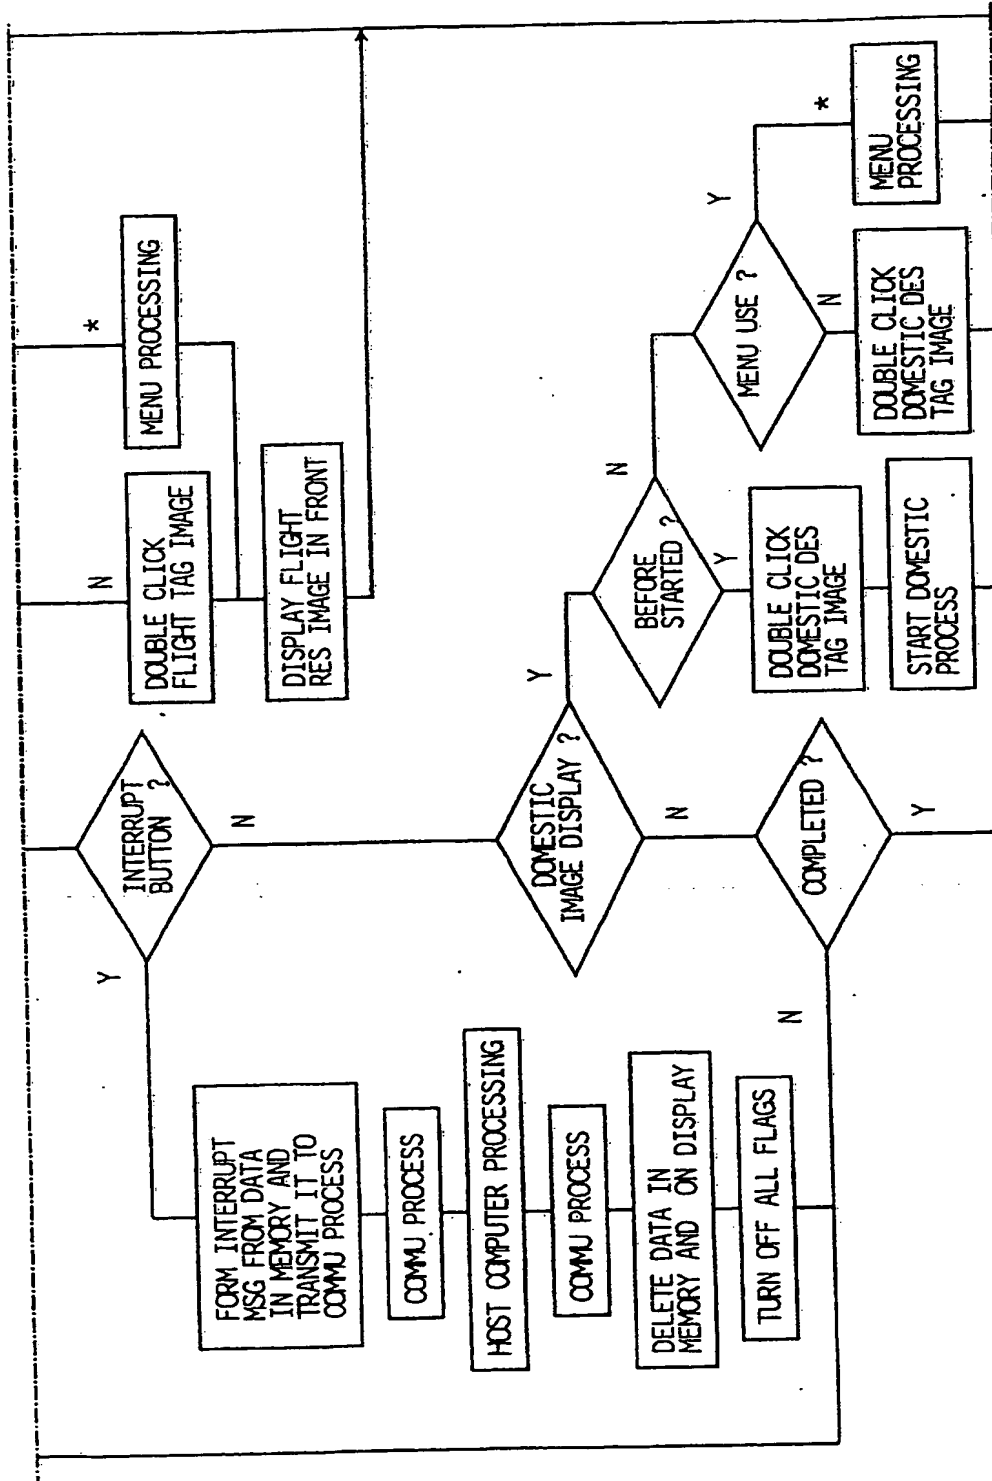 INTERRUPT
BUTTON ?
Y
N
FORM INTERRUPT
MSG FROM DATA
IN MEMORY AND
TRANSMIT IT TO
COMMU PROCESS
COMMU PROCESS
HOST COMPUTER PROCESSING
COMMU PROCESS
DELETE DATA IN
MEMORY AND ON DISPLAY
TURN OFF ALL FLAGS
N
DOUBLE CLICK
FLIGHT TAG IMAGE
*
MENU PROCESSING
DISPLAY FLIGHT
RES IMAGE IN FRONT
DOMESTIC
IMAGE DISPLAY ?
Y
N
COMPLETED ?
N
Y
BEFORE
STARTED ?
N
Y
DOUBLE CLICK
DOMESTIC DES
TAG IMAGE
START DOMESTIC
PROCESS
MENU USE ?
Y
N
*
DOUBLE CLICK
DOMESTIC DES
TAG IMAGE
MENU
PROCESSING